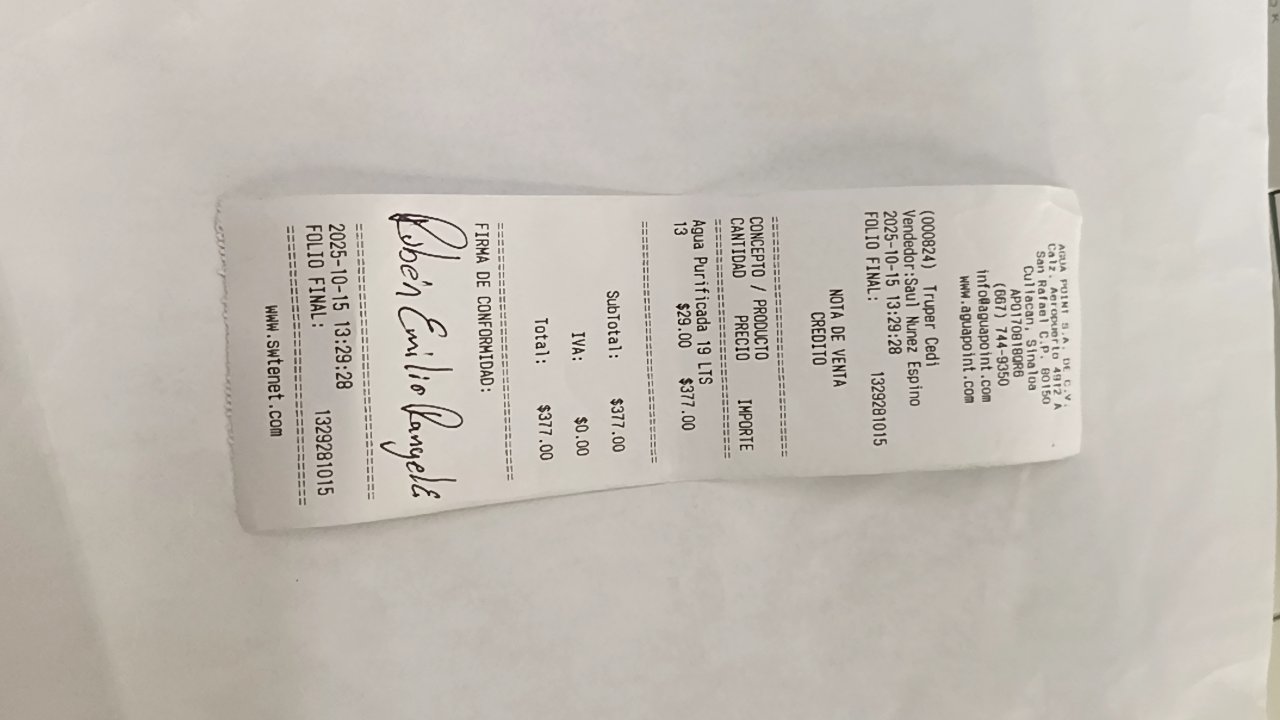 AGUA POINT S.A. DE C.V.
Calz. Aeropuerto 4912 A
San Rafael C.P. 80150
Culiacan, Sinaloa
APO170818QR6
(667) 744-9350
info@aguapoint.com
www.aguapoint.com
(000824) Truper Cedi
Vendedor:Saul Nunez Espino
2025-10-15 13:29:28
FOLIO FINAL: 1329281015
NOTA DE VENTA
CREDITO
===============================
CONCEPTO / PRODUCTO
CANTIDAD PRECIO IMPORTE
===============================
Agua Purificada 19 LTS
13 $29.00 $377.00
===============================
SubTotal: $377.00
IVA: $0.00
Total: $377.00
===============================
FIRMA DE CONFORMIDAD:
Rubén Emilio Rangel E
===============================
2025-10-15 13:29:28
FOLIO FINAL: 1329281015
===============================
www.swtenet.com